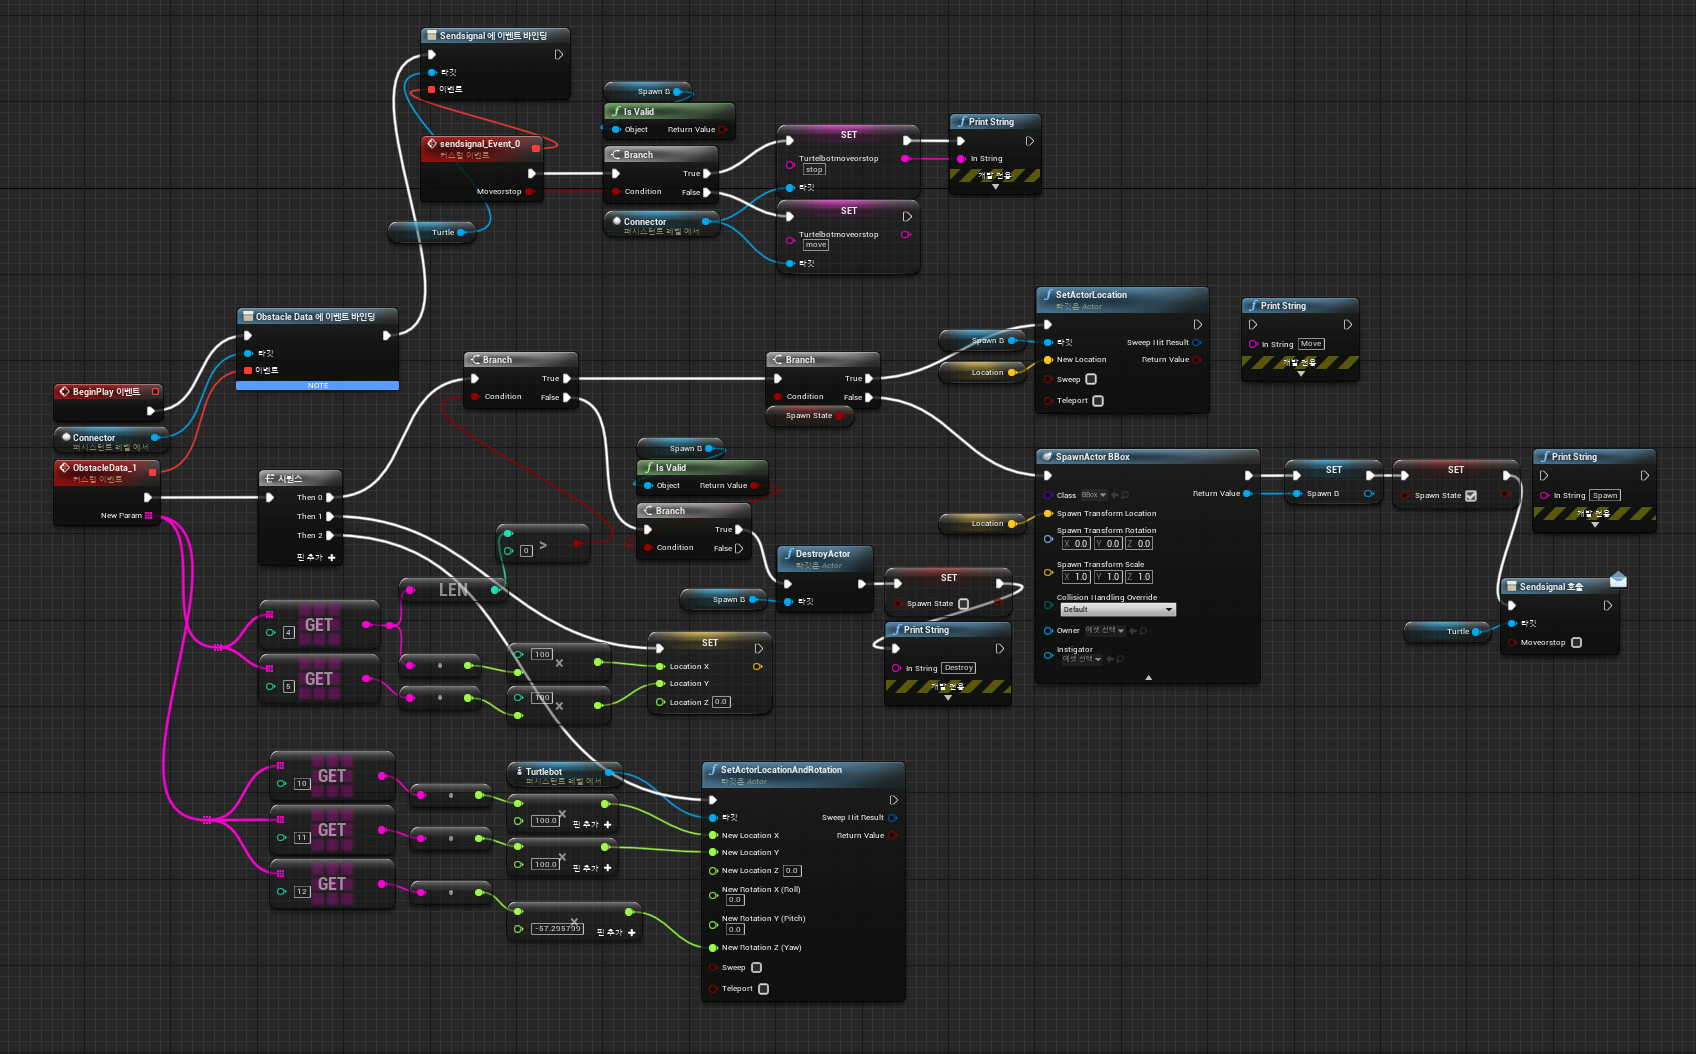 Sendsignal 에 이벤트 바인딩
타깃
이벤트
sendsignal_Event_0
커스텀 이벤트
Moveorstop
Turtle
Spawn B
Is Valid
Object
Return Value
Branch
True
Condition
False
Connector
퍼시스턴트 레벨 에서
SET
Turtelbotmoverstop
stop
타깃
SET
Turtelbotmoverstop
move
타깃
Print String
In String
개발 전용
Obstacle Data 에 이벤트 바인딩
타깃
이벤트
NOTE
BeginPlay 이벤트
Connector
퍼시스턴트 레벨 에서
ObstacleData_1
커스텀 이벤트
New Param
시퀀스
Then 0
Then 1
Then 2
핀 추가
Branch
True
Condition
False
Branch
True
Condition
False
Spawn State
Spawn B
Location
SetActorLocation
타깃은 Actor
타깃
Sweep Hit Result
New Location
Return Value
Sweep
Teleport
Print String
In String
Move
개발 전용
Spawn B
Is Valid
Object
Return Value
Branch
True
Condition
False
0
>
LEN
DestroyActor
타깃은 Actor
타깃
Spawn B
SET
Spawn State
Print String
In String
Destroy
개발 전용
Location
SpawnActor BBox
Class
BBox
Return Value
Spawn Transform Location
Spawn Transform Rotation
X 0.0 Y 0.0 Z 0.0
Spawn Transform Scale
X 1.0 Y 1.0 Z 1.0
Collision Handling Override
Default
Owner
에셋 선택
Instigator
에셋 선택
SET
Spawn B
SET
Spawn State
Print String
In String
Spawn
개발 전용
Sendsignal 호출
타깃
Moveorstop
Turtle
GET
4
GET
5
100
×
100
×
SET
Location X
Location Y
Location Z
0.0
GET
10
GET
11
GET
12
Turtlebot
퍼시스턴트 레벨 에서
×
100.0
핀 추가
×
100.0
핀 추가
×
-57.295799
핀 추가
SetActorLocationAndRotation
타깃은 Actor
타깃
Sweep Hit Result
New Location X
Return Value
New Location Y
New Location Z
0.0
New Rotation X (Roll)
0.0
New Rotation Y (Pitch)
0.0
New Rotation Z (Yaw)
Sweep
Teleport